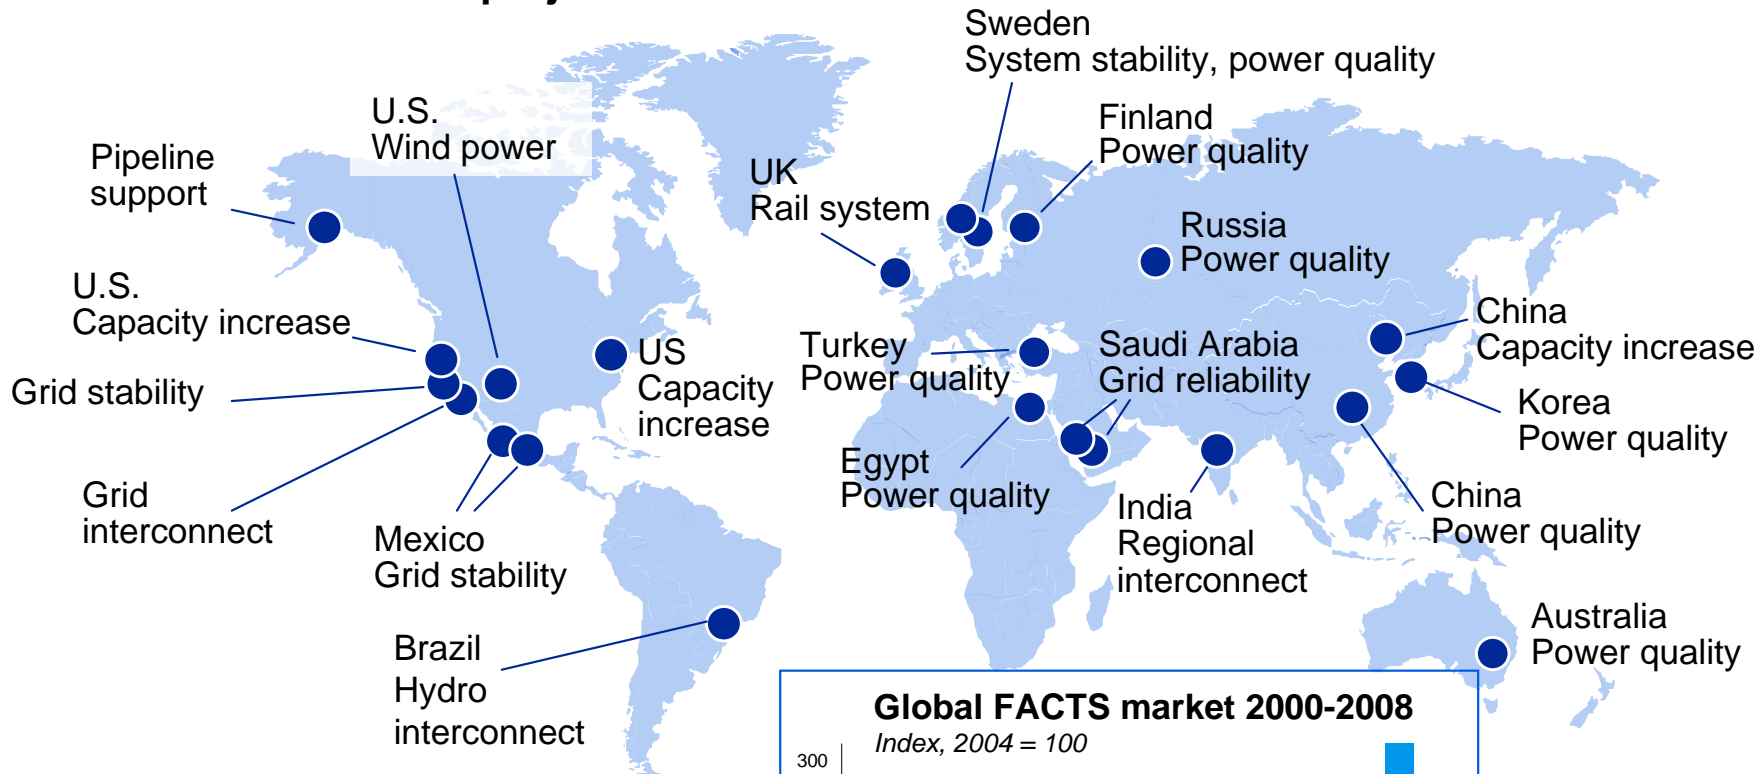 Sweden
System stability, power quality
U.S.
Wind power
Finland
Power quality
Pipeline
support
UK
Rail system
Russia
Power quality
U.S.
Capacity increase
China
Capacity increase
Turkey
Power quality
Saudi Arabia
Grid reliability
US
Capacity
increase
Grid stability
Korea
Power quality
Egypt
Power quality
Grid
interconnect
India
Regional
interconnect
China
Power quality
Mexico
Grid stability
Australia
Power quality
Brazil
Hydro
interconnect
Global FACTS market 2000-2008
Index, 2004 = 100
300